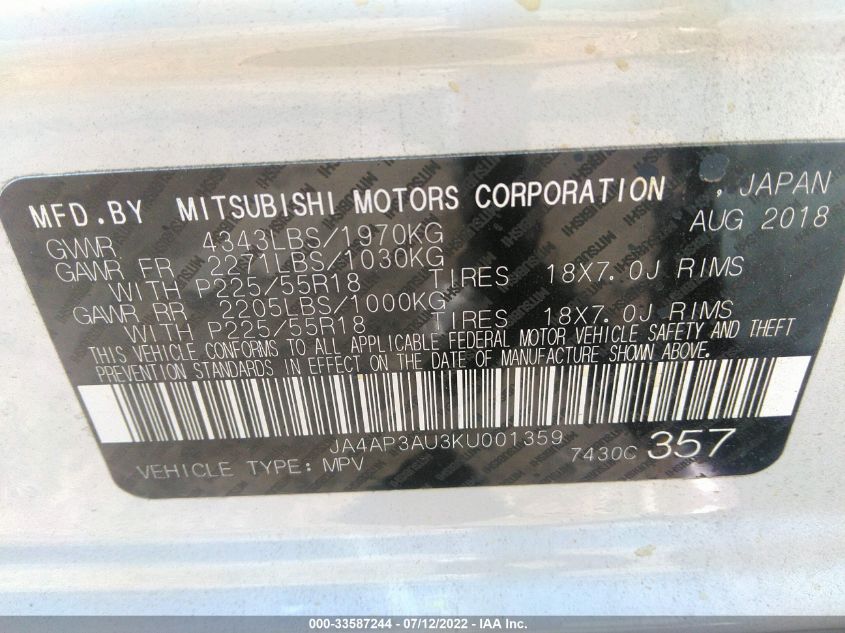 MFD.BY MITSUBISHI MOTORS CORPORATION , JAPAN
AUG 2018
GVWR 4343LBS/1970KG
GAWR FR 2271LBS/1030KG
WITH P225/55R18 TIRES 18X7.0J RIMS
GAWR RR 2205LBS/1000KG
WITH P225/55R18 TIRES 18X7.0J RIMS
THIS VEHICLE CONFORMS TO ALL APPLICABLE FEDERAL MOTOR VEHICLE SAFETY AND THEFT
PREVENTION STANDARDS IN EFFECT ON THE DATE OF MANUFACTURE SHOWN ABOVE.
JA4AP3AU3KU001359
VEHICLE TYPE: MPV 7430C 357
000-33587244 - 07/12/2022 - IAA Inc.